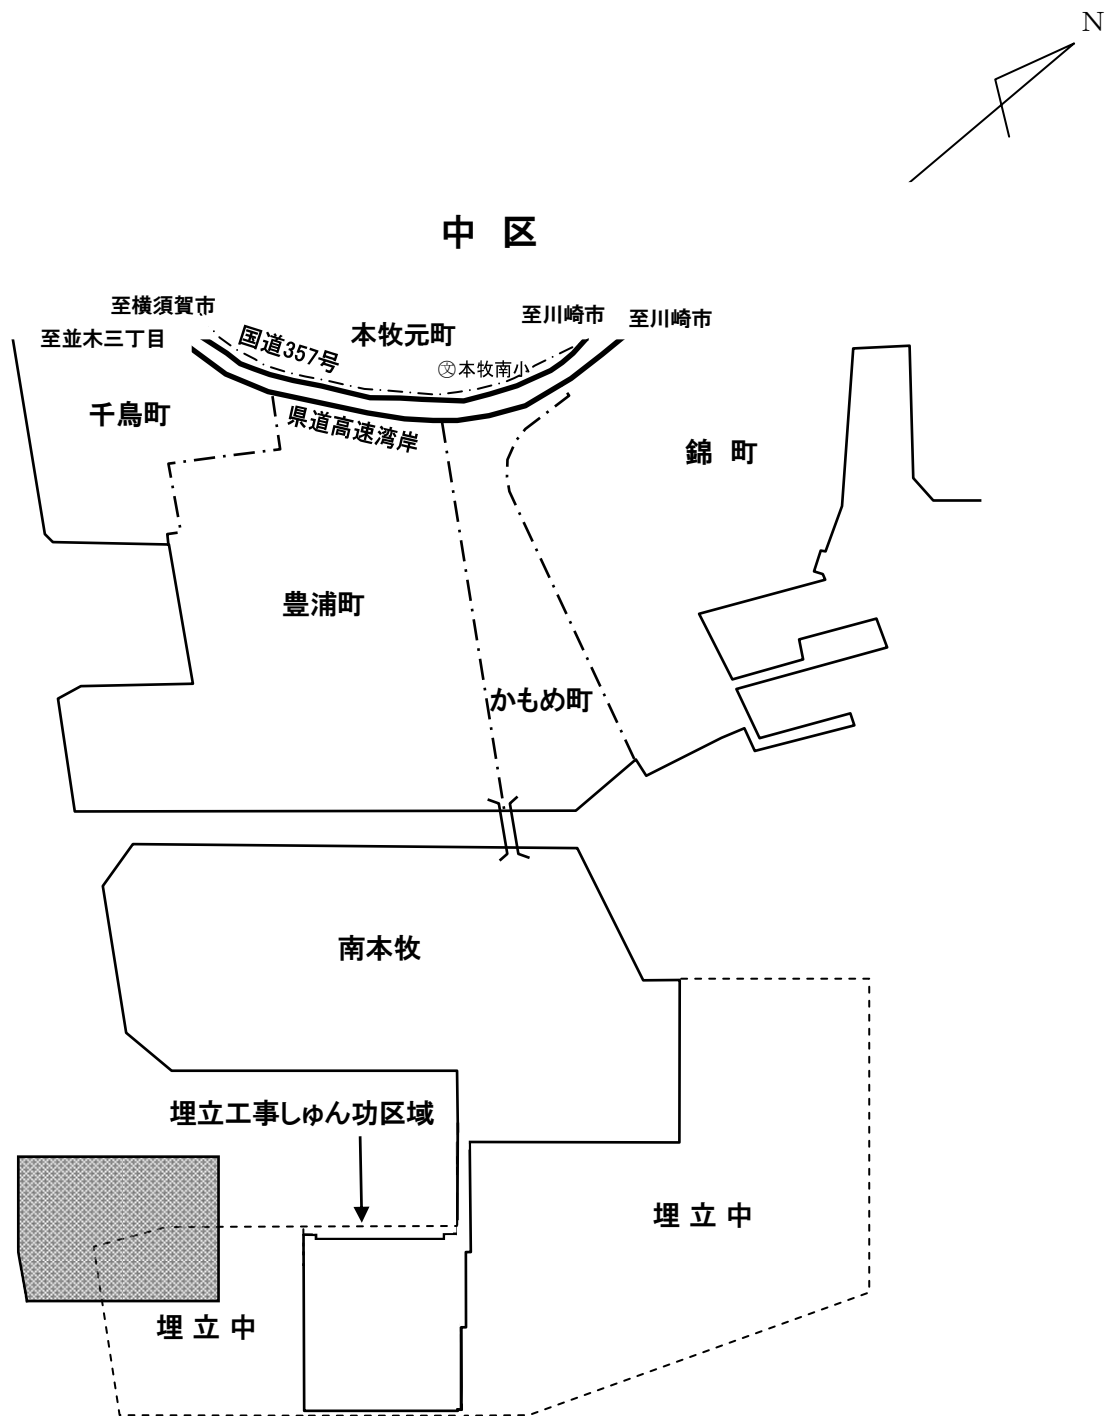 N
中 区
至横須賀市
至並木三丁目
国道357号
本牧元町
至川崎市
至川崎市
文本牧南小
千鳥町
県道高速湾岸
錦 町
豊浦町
かもめ町
南本牧
埋立工事しゅん功区域
埋 立 中
埋 立 中